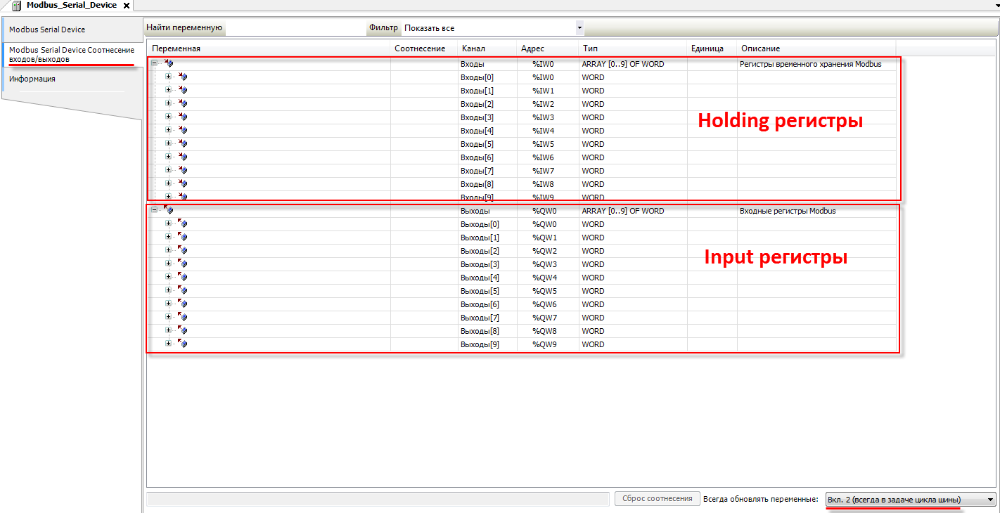 Modbus_Serial_Device
Modbus Serial Device
Modbus Serial Device Соотнесение
входов/выходов
Информация
Найти переменную Фильтр Показать все
Переменная Соотнесение Канал Адрес Тип Единица Описание
Входы %IW0 ARRAY [0..9] OF WORD Регистры временного хранения Modbus
Входы[0] %IW0 WORD
Входы[1] %IW1 WORD
Входы[2] %IW2 WORD
Входы[3] %IW3 WORD
Holding регистры
Входы[4] %IW4 WORD
Входы[5] %IW5 WORD
Входы[6] %IW6 WORD
Входы[7] %IW7 WORD
Входы[8] %IW8 WORD
Входы[9] %IW9 WORD
Выходы %QW0 ARRAY [0..9] OF WORD Входные регистры Modbus
Выходы[0] %QW0 WORD
Выходы[1] %QW1 WORD
Выходы[2] %QW2 WORD
Выходы[3] %QW3 WORD
Input регистры
Выходы[4] %QW4 WORD
Выходы[5] %QW5 WORD
Выходы[6] %QW6 WORD
Выходы[7] %QW7 WORD
Выходы[8] %QW8 WORD
Выходы[9] %QW9 WORD
Сброс соотнесения Всегда обновлять переменные: Вкл. 2 (всегда в задаче цикла шины)